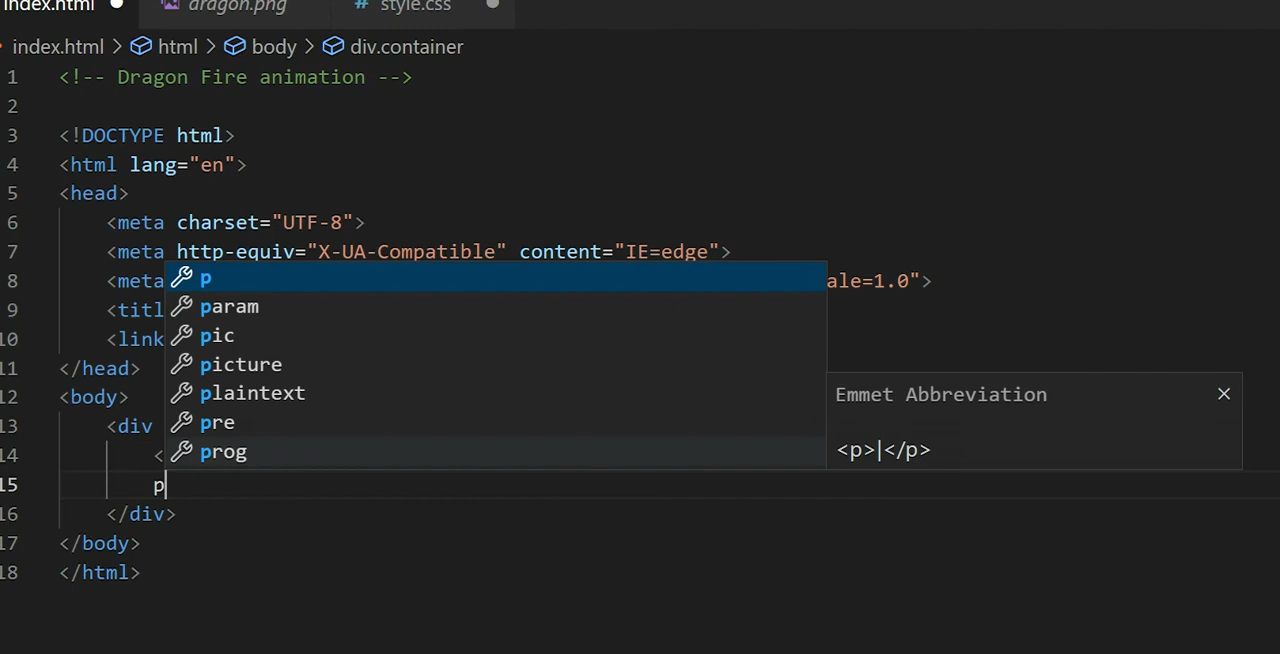 index.html dragon.png # style.css
index.html > html > body > div.container
1 <!-- Dragon Fire animation -->
2
3 <!DOCTYPE html>
4 <html lang="en">
5 <head>
6 <meta charset="UTF-8">
7 <meta http-equiv="X-UA-Compatible" content="IE=edge">
8 <meta ale=1.0">
9 <titl
10 <link
11 </head>
12 <body>
13 <div
14 <
15 p
16 </div>
17 </body>
18 </html>
p
param
pic
picture
plaintext
pre
prog
Emmet Abbreviation ×
<p>|</p>